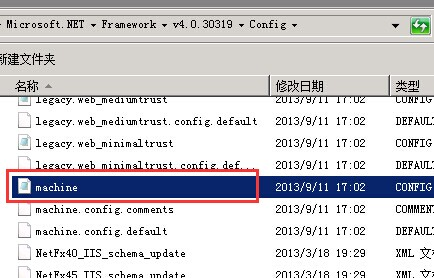 Microsoft.NET ▸ Framework ▸ v4.0.30319 ▸ Config ▸
新建文件夹
名称 修改日期 类型
legacy.web_mediumtrust 2013/9/11 17:02 CONFIG
legacy.web_mediumtrust.config.default 2013/9/11 17:02 DEFAUL
legacy.web_minimaltrust 2013/9/11 17:02 CONFIG
legacy.web_minimaltrust.config.def... 2013/9/11 17:02 DEFAUL
machine 2013/9/11 17:02 CONFIG
machine.config.comments 2013/9/11 17:02 COMMEN
machine.config.default 2013/9/11 17:02 DEFAUL
NetFx40_IIS_schema_update 2013/3/18 19:29 XML 文
NetFx45_IIS_schema_update 2013/3/18 19:29 XML 文